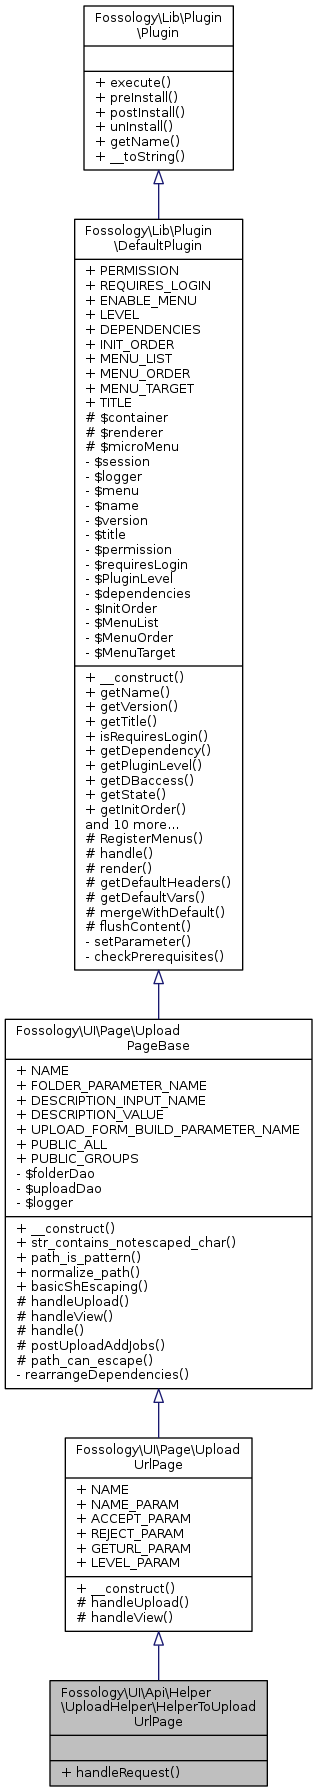 Fossology\Lib\Plugin
\Plugin
+ execute()
+ preInstall()
+ postInstall()
+ unInstall()
+ getName()
+ __toString()
Fossology\Lib\Plugin
\DefaultPlugin
+ PERMISSION
+ REQUIRES_LOGIN
+ ENABLE_MENU
+ LEVEL
+ DEPENDENCIES
+ INIT_ORDER
+ MENU_LIST
+ MENU_ORDER
+ MENU_TARGET
+ TITLE
# $container
# $renderer
# $microMenu
- $session
- $logger
- $menu
- $name
- $version
- $title
- $permission
- $requiresLogin
- $PluginLevel
- $dependencies
- $InitOrder
- $MenuList
- $MenuOrder
- $MenuTarget
+ __construct()
+ getName()
+ getVersion()
+ getTitle()
+ isRequiresLogin()
+ getDependency()
+ getPluginLevel()
+ getDBaccess()
+ getState()
+ getInitOrder()
and 10 more...
# RegisterMenus()
# handle()
# render()
# getDefaultHeaders()
# getDefaultVars()
# mergeWithDefault()
# flushContent()
- setParameter()
- checkPrerequisites()
Fossology\UI\Page\Upload
PageBase
+ NAME
+ FOLDER_PARAMETER_NAME
+ DESCRIPTION_INPUT_NAME
+ DESCRIPTION_VALUE
+ UPLOAD_FORM_BUILD_PARAMETER_NAME
+ PUBLIC_ALL
+ PUBLIC_GROUPS
- $folderDao
- $uploadDao
- $logger
+ __construct()
+ str_contains_notescaped_char()
+ path_is_pattern()
+ normalize_path()
+ basicShEscaping()
# handleUpload()
# handleView()
# handle()
# postUploadAddJobs()
# path_can_escape()
- rearrangeDependencies()
Fossology\UI\Page\Upload
UrlPage
+ NAME
+ NAME_PARAM
+ ACCEPT_PARAM
+ REJECT_PARAM
+ GETURL_PARAM
+ LEVEL_PARAM
+ __construct()
# handleUpload()
# handleView()
Fossology\UI\Api\Helper
\UploadHelper\HelperToUpload
UrlPage
+ handleRequest()